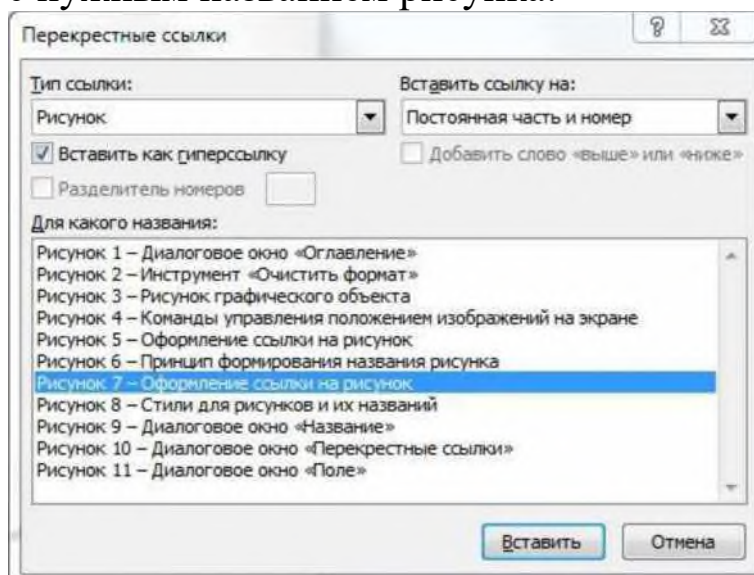 с нужным названием рисунка.
Перекрестные ссылки
Тип ссылки:
Вставить ссылку на:
Рисунок
Постоянная часть и номер
Вставить как гиперссылку
Добавить слово «выше» или «ниже»
Разделитель номеров
Для какого названия:
Рисунок 1 – Диалоговое окно «Оглавление»
Рисунок 2 – Инструмент «Очистить формат»
Рисунок 3 – Рисунок графического объекта
Рисунок 4 – Команды управления положением изображений на экране
Рисунок 5 – Оформление ссылки на рисунок
Рисунок 6 – Принцип формирования названия рисунка
Рисунок 7 – Оформление ссылки на рисунок
Рисунок 8 – Стили для рисунков и их названий
Рисунок 9 – Диалоговое окно «Название»
Рисунок 10 – Диалоговое окно «Перекрестные ссылки»
Рисунок 11 – Диалоговое окно «Поле»
Вставить
Отмена